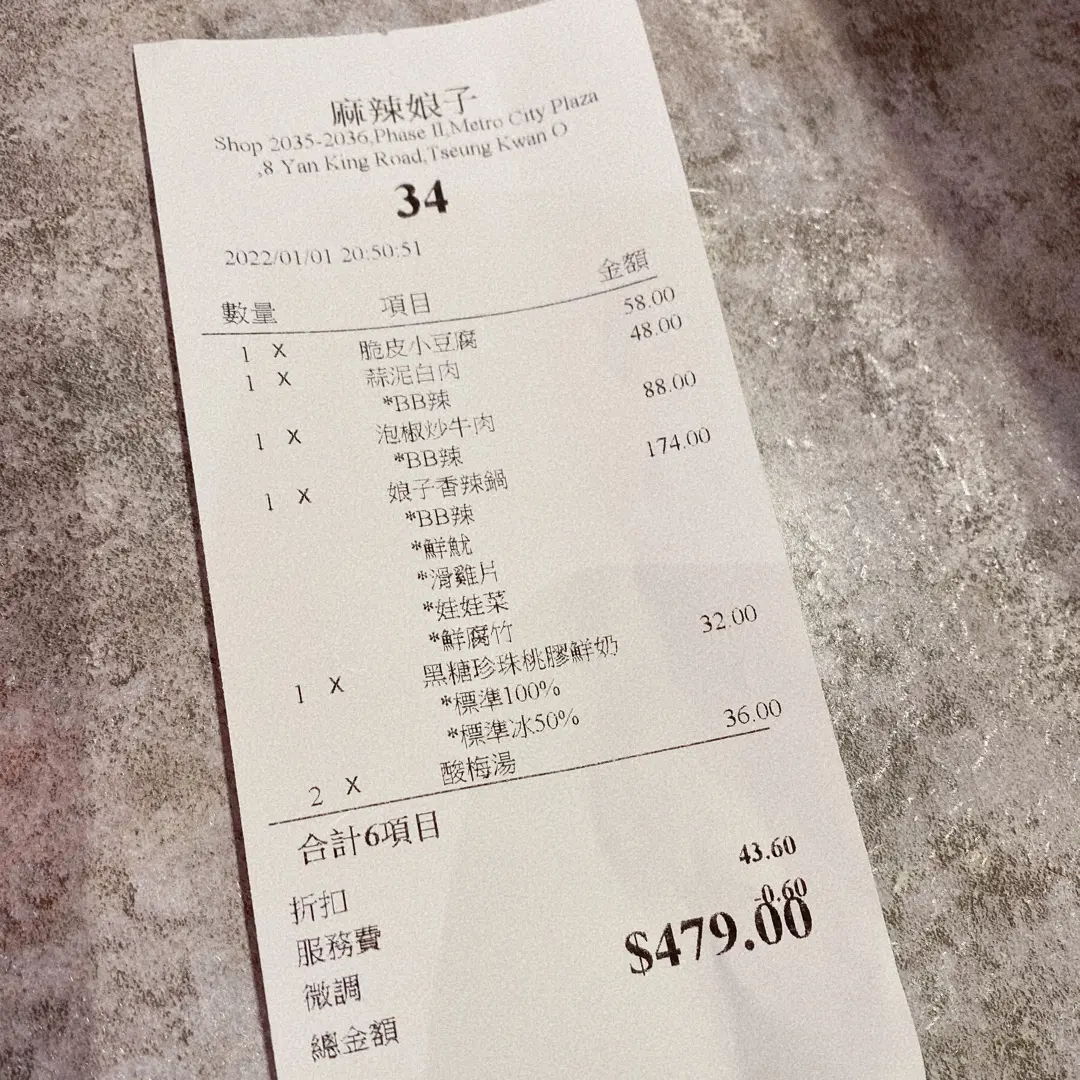 麻辣娘子
Shop 2035-2036,Phase II,Metro City Plaza
,8 Yan King Road,Tseung Kwan O
34
2022/01/01 20:50:51
數量 項目 金額
1 X 脆皮小豆腐 58.00
1 X 蒜泥白肉 48.00
*BB辣
1 X 泡椒炒牛肉 88.00
*BB辣
1 X 娘子香辣鍋 174.00
*BB辣
*鮮魷
*滑雞片
*娃娃菜
*鮮腐竹
1 X 黑糖珍珠桃膠鮮奶 32.00
*標準100%
*標準冰50%
2 X 酸梅湯 36.00
合計6項目
折扣
服務費 43.60
微調 -0.60
總金額 $479.00